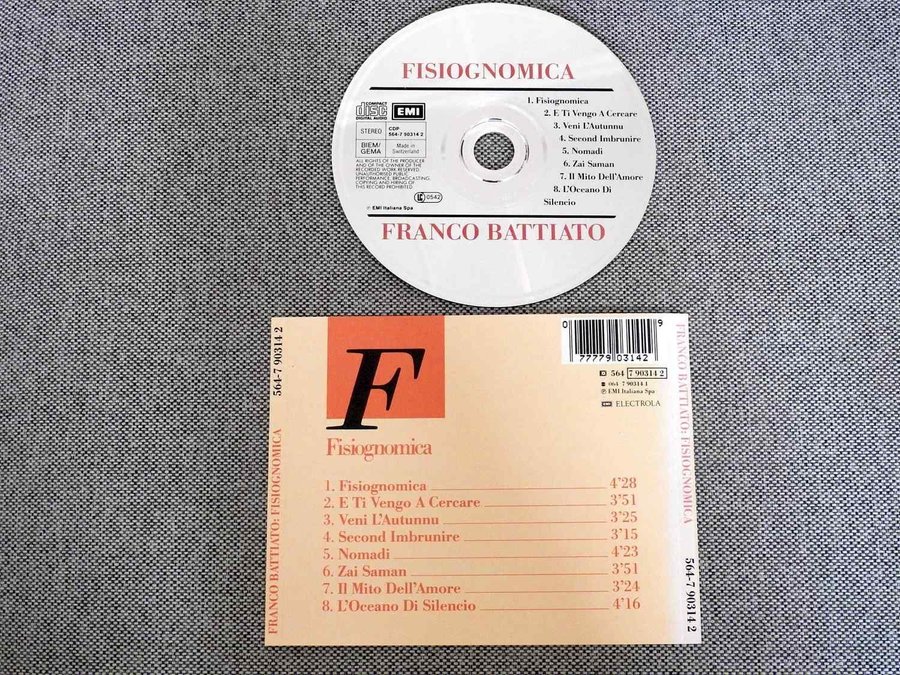 FISIOGNOMICA
COMPACT
disc
DIGITAL AUDIO
EMI
STEREO
CDP
564-7 90314 2
BIEM/
GEMA
Made in
Switzerland
ALL RIGHTS OF THE PRODUCER
AND OF THE OWNER OF THE
RECORDED WORK RESERVED
UNAUTHORISED PUBLIC
PERFORMANCE, BROADCASTING,
COPYING AND HIRING OF
THIS RECORD PROHIBITED
LC 0542
℗ EMI Italiana Spa
1. Fisiognomica
2. E Ti Vengo A Cercare
3. Veni L'Autunnu
4. Second Imbrunire
5. Nomadi
6. Zai Saman
7. Il Mito Dell'Amore
8. L'Oceano Di
Silencio
FRANCO BATTIATO
FRANCO BATTIATO: FISIOGNOMICA
564-7 90314 2
F
Fisiognomica
0 77779 03142 9
564 7 90314 2
064 7 90314 1
℗ EMI Italiana Spa
EMI ELECTROLA
1. Fisiognomica 4'28
2. E Ti Vengo A Cercare 3'51
3. Veni L'Autunnu 3'25
4. Second Imbrunire 3'15
5. Nomadi 4'23
6. Zai Saman 3'51
7. Il Mito Dell'Amore 3'24
8. L'Oceano Di Silencio 4'16
FRANCO BATTIATO: FISIOGNOMICA
564-7 90314 2